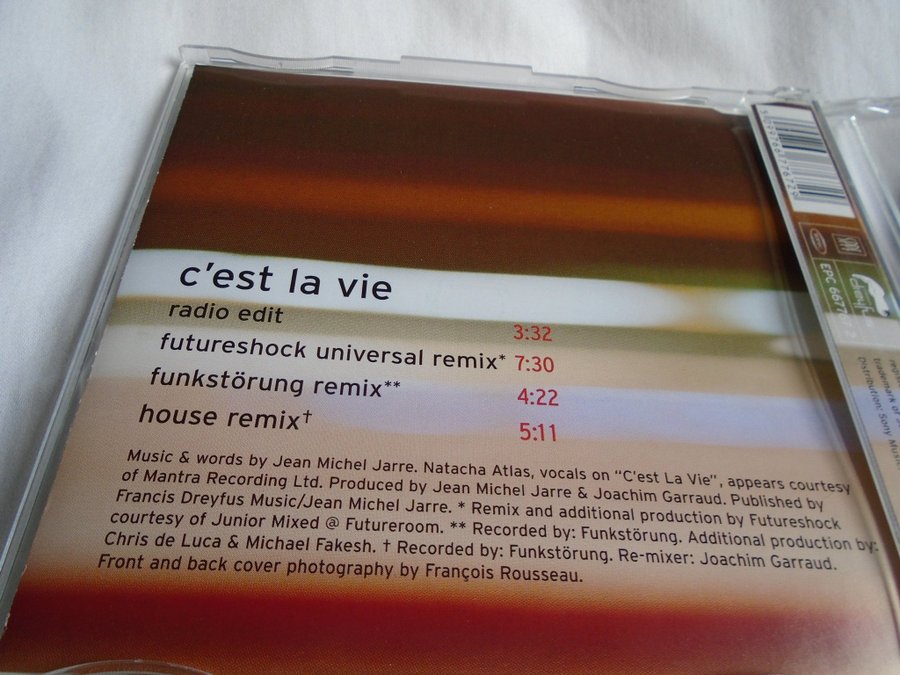 c'est la vie
radio edit 3:32
futureshock universal remix* 7:30
funkstörung remix** 4:22
house remix† 5:11
Music & words by Jean Michel Jarre. Natacha Atlas, vocals on "C'est La Vie", appears courtesy
of Mantra Recording Ltd. Produced by Jean Michel Jarre & Joachim Garraud. Published by
Francis Dreyfus Music/Jean Michel Jarre. * Remix and additional production by Futureshock
courtesy of Junior Mixed @ Futureroom. ** Recorded by: Funkstörung. Additional production by:
Chris de Luca & Michael Fakesh. † Recorded by: Funkstörung. Re-mixer: Joachim Garraud.
Front and back cover photography by François Rousseau.
EPC 667
trademark of
Distribution: Sony Music